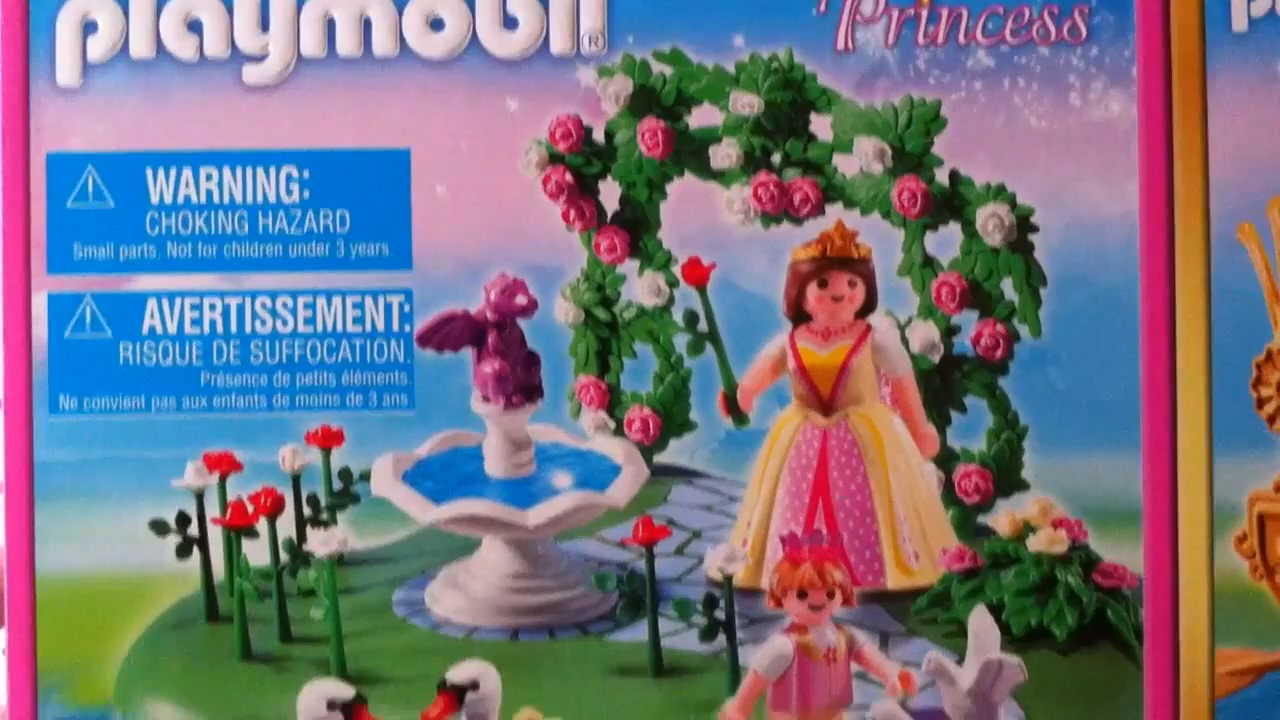 playmobil®
Princess
WARNING:
CHOKING HAZARD
Small parts. Not for children under 3 years.
AVERTISSEMENT:
RISQUE DE SUFFOCATION.
Présence de petits éléments.
Ne convient pas aux enfants de moins de 3 ans.